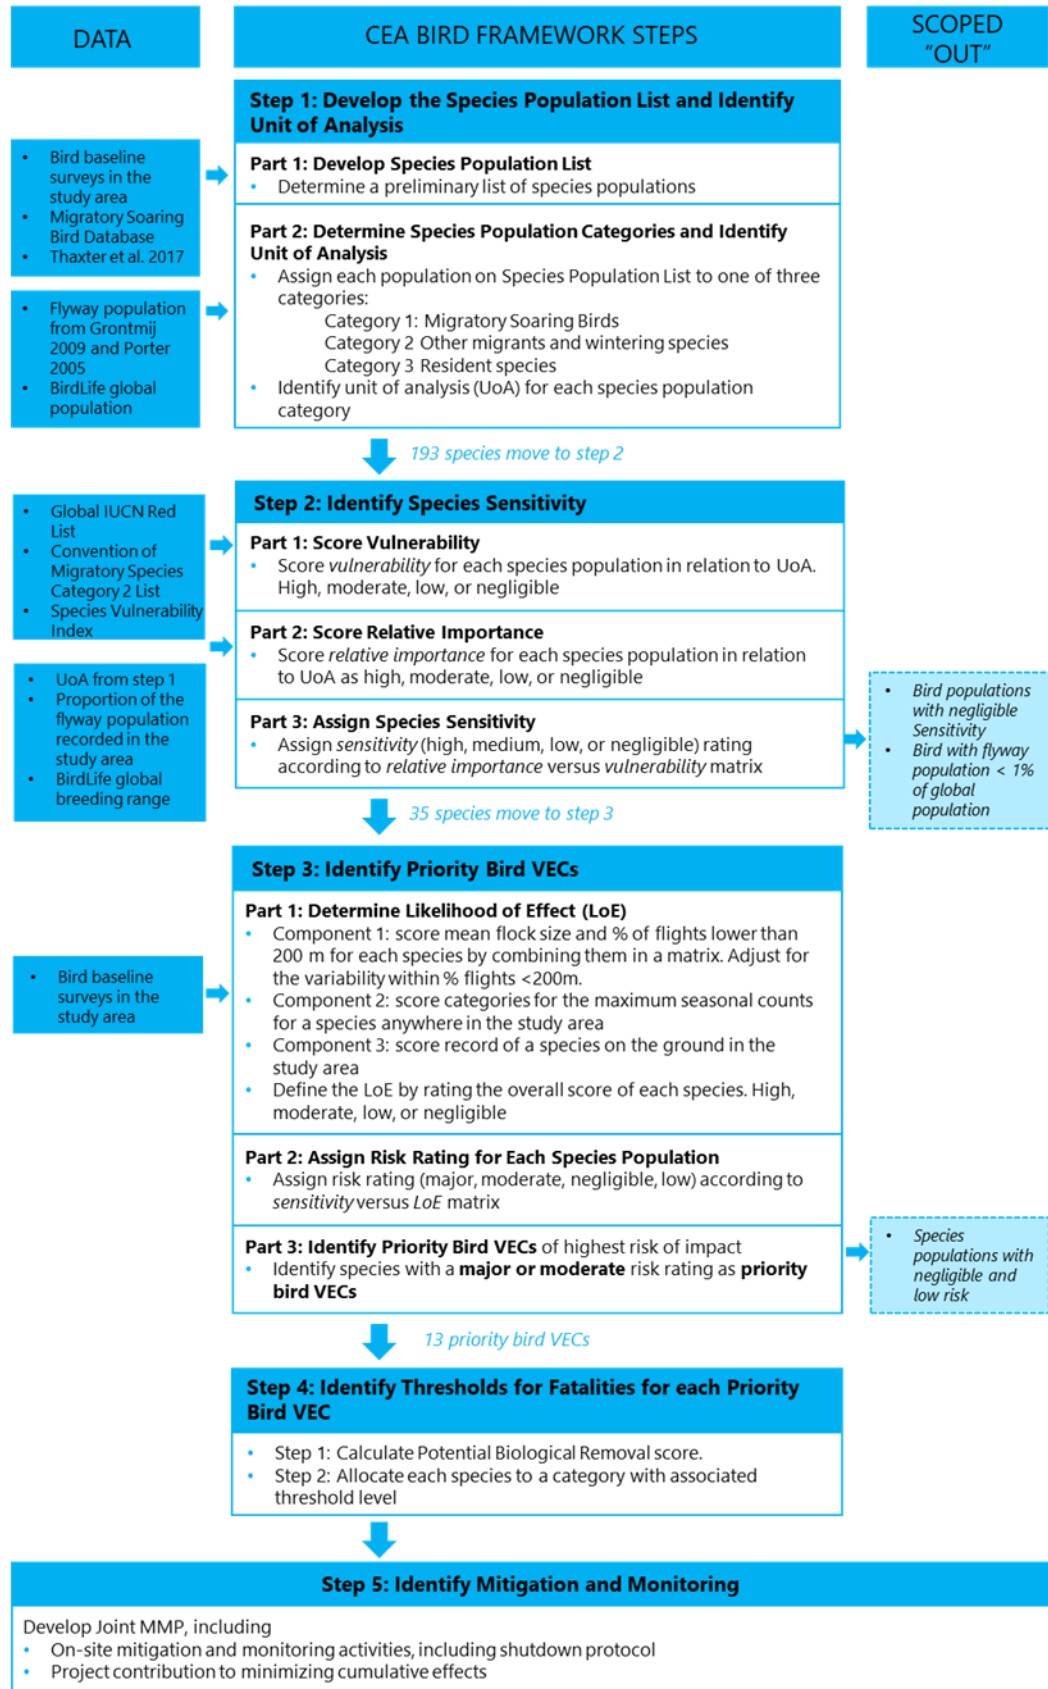 DATA
CEA BIRD FRAMEWORK STEPS
SCOPED
“OUT”
Step 1: Develop the Species Population List and Identify
Unit of Analysis
• Bird baseline
surveys in the
study area
• Migratory Soaring
Bird Database
• Thaxter et al. 2017
Part 1: Develop Species Population List
• Determine a preliminary list of species populations
Part 2: Determine Species Population Categories and Identify
Unit of Analysis
• Assign each population on Species Population List to one of three
categories:
Category 1: Migratory Soaring Birds
Category 2 Other migrants and wintering species
Category 3 Resident species
• Identify unit of analysis (UoA) for each species population
category
• Flyway population
from Grontmij
2009 and Porter
2005
• BirdLife global
population
193 species move to step 2
Step 2: Identify Species Sensitivity
• Global IUCN Red
List
• Convention of
Migratory Species
Category 2 List
• Species Vulnerability
Index
Part 1: Score Vulnerability
• Score vulnerability for each species population in relation to UoA.
High, moderate, low, or negligible
Part 2: Score Relative Importance
• Score relative importance for each species population in relation
to UoA as high, moderate, low, or negligible
• UoA from step 1
• Proportion of the
flyway population
recorded in the
study area
• BirdLife global
breeding range
Part 3: Assign Species Sensitivity
• Assign sensitivity (high, medium, low, or negligible) rating
according to relative importance versus vulnerability matrix
• Bird populations
with negligible
Sensitivity
• Bird with flyway
population < 1%
of global
population
35 species move to step 3
Step 3: Identify Priority Bird VECs
Part 1: Determine Likelihood of Effect (LoE)
• Component 1: score mean flock size and % of flights lower than
200 m for each species by combining them in a matrix. Adjust for
the variability within % flights <200m.
• Component 2: score categories for the maximum seasonal counts
for a species anywhere in the study area
• Component 3: score record of a species on the ground in the
study area
• Define the LoE by rating the overall score of each species. High,
moderate, low, or negligible
• Bird baseline
surveys in the
study area
Part 2: Assign Risk Rating for Each Species Population
• Assign risk rating (major, moderate, negligible, low) according to
sensitivity versus LoE matrix
Part 3: Identify Priority Bird VECs of highest risk of impact
• Identify species with a major or moderate risk rating as priority
bird VECs
• Species
populations with
negligible and
low risk
13 priority bird VECs
Step 4: Identify Thresholds for Fatalities for each Priority
Bird VEC
• Step 1: Calculate Potential Biological Removal score.
• Step 2: Allocate each species to a category with associated
threshold level
Step 5: Identify Mitigation and Monitoring
Develop Joint MMP, including
• On-site mitigation and monitoring activities, including shutdown protocol
• Project contribution to minimizing cumulative effects